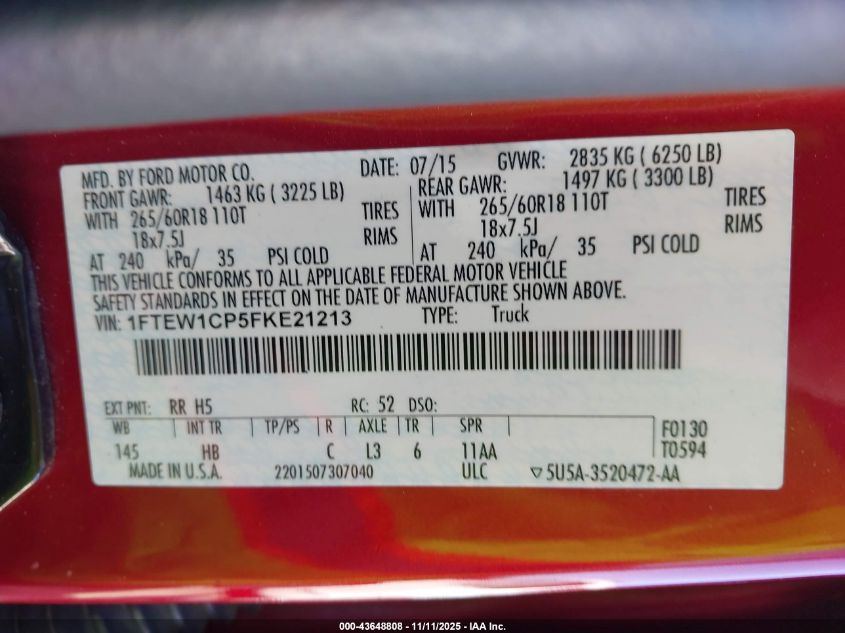 MFD. BY FORD MOTOR CO. DATE: 07/15 GVWR: 2835 KG ( 6250 LB)
FRONT GAWR: 1463 KG ( 3225 LB) REAR GAWR: 1497 KG ( 3300 LB)
WITH 265/60R18 110T TIRES WITH 265/60R18 110T TIRES
18x7.5J RIMS 18x7.5J RIMS
AT 240 kPa/ 35 PSI COLD AT 240 kPa/ 35 PSI COLD
THIS VEHICLE CONFORMS TO ALL APPLICABLE FEDERAL MOTOR VEHICLE
SAFETY STANDARDS IN EFFECT ON THE DATE OF MANUFACTURE SHOWN ABOVE.
VIN: 1FTEW1CP5FKE21213 TYPE: Truck
EXT PNT: RR H5 RC: 52 DSO:
WB INT TR TP/PS R AXLE TR SPR F0130
145 HB C L3 6 11AA T0594
MADE IN U.S.A. 2201507307040 ULC ▽5U5A-3520472-AA
000-43648808 - 11/11/2025 - IAA Inc.